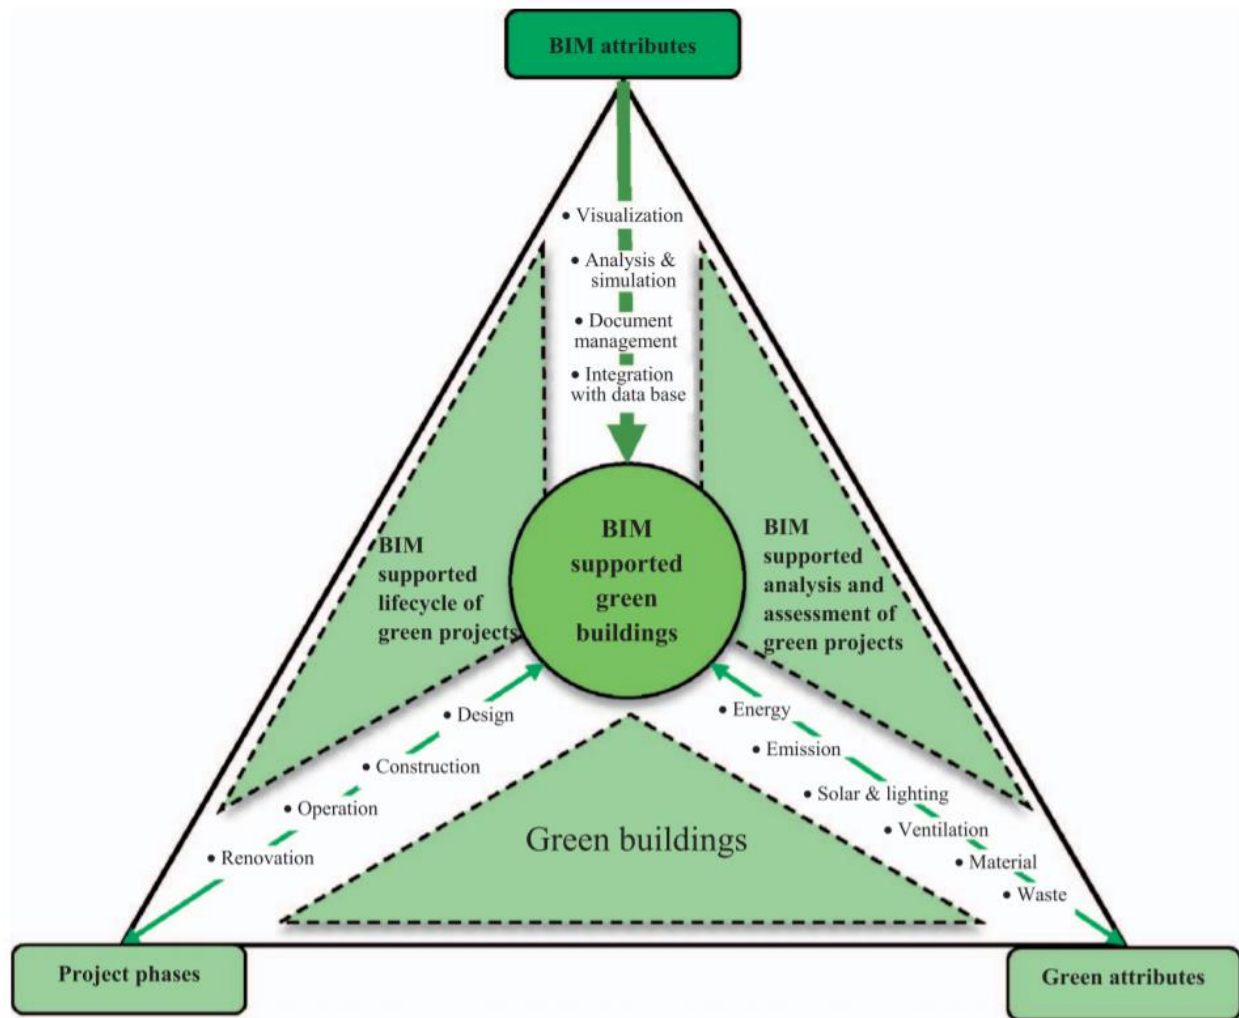 BIM attributes
• Visualization
• Analysis &
simulation
• Document
management
• Integration
with data base
BIM
supported
lifecycle of
green projects
BIM
supported
green
buildings
BIM
supported
analysis and
assessment of
green projects
• Design
• Construction
• Operation
• Renovation
• Energy
• Emission
• Solar & lighting
• Ventilation
• Material
• Waste
Green buildings
Project phases
Green attributes